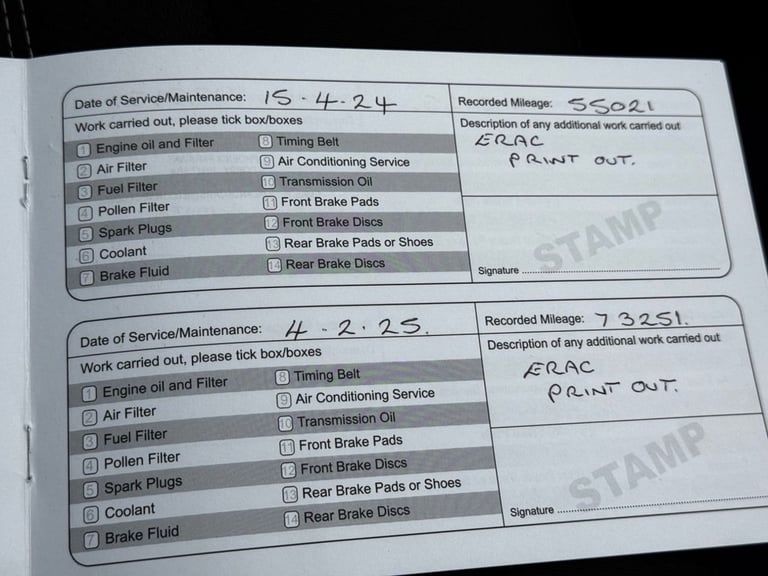 Date of Service/Maintenance: 15-4-24
Recorded Mileage: 55021
Work carried out, please tick box/boxes
1 Engine oil and Filter
2 Air Filter
3 Fuel Filter
4 Pollen Filter
5 Spark Plugs
6 Coolant
7 Brake Fluid
8 Timing Belt
9 Air Conditioning Service
10 Transmission Oil
11 Front Brake Pads
12 Front Brake Discs
13 Rear Brake Pads or Shoes
14 Rear Brake Discs
Description of any additional work carried out
ERAC
PRINT OUT.
STAMP
Signature
Date of Service/Maintenance: 4-2.25.
Recorded Mileage: 73251.
Work carried out, please tick box/boxes
1 Engine oil and Filter
2 Air Filter
3 Fuel Filter
4 Pollen Filter
5 Spark Plugs
6 Coolant
7 Brake Fluid
8 Timing Belt
9 Air Conditioning Service
10 Transmission Oil
11 Front Brake Pads
12 Front Brake Discs
13 Rear Brake Pads or Shoes
14 Rear Brake Discs
Description of any additional work carried out
ERAC
PRINT OUT.
STAMP
Signature